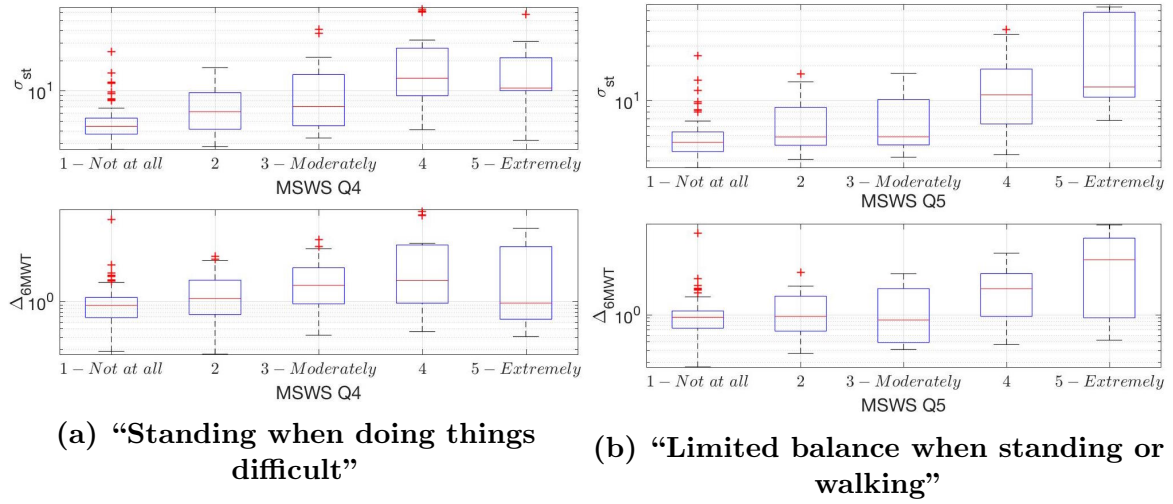 σst
10¹
1 − Not at all 2 3 − Moderately 4 5 − Extremely
MSWS Q4
Δ6MWT
10⁰
1 − Not at all 2 3 − Moderately 4 5 − Extremely
MSWS Q4
(a) “Standing when doing things
difficult”
σst
10¹
1 − Not at all 2 3 − Moderately 4 5 − Extremely
MSWS Q5
Δ6MWT
10⁰
1 − Not at all 2 3 − Moderately 4 5 − Extremely
MSWS Q5
(b) “Limited balance when standing or
walking”